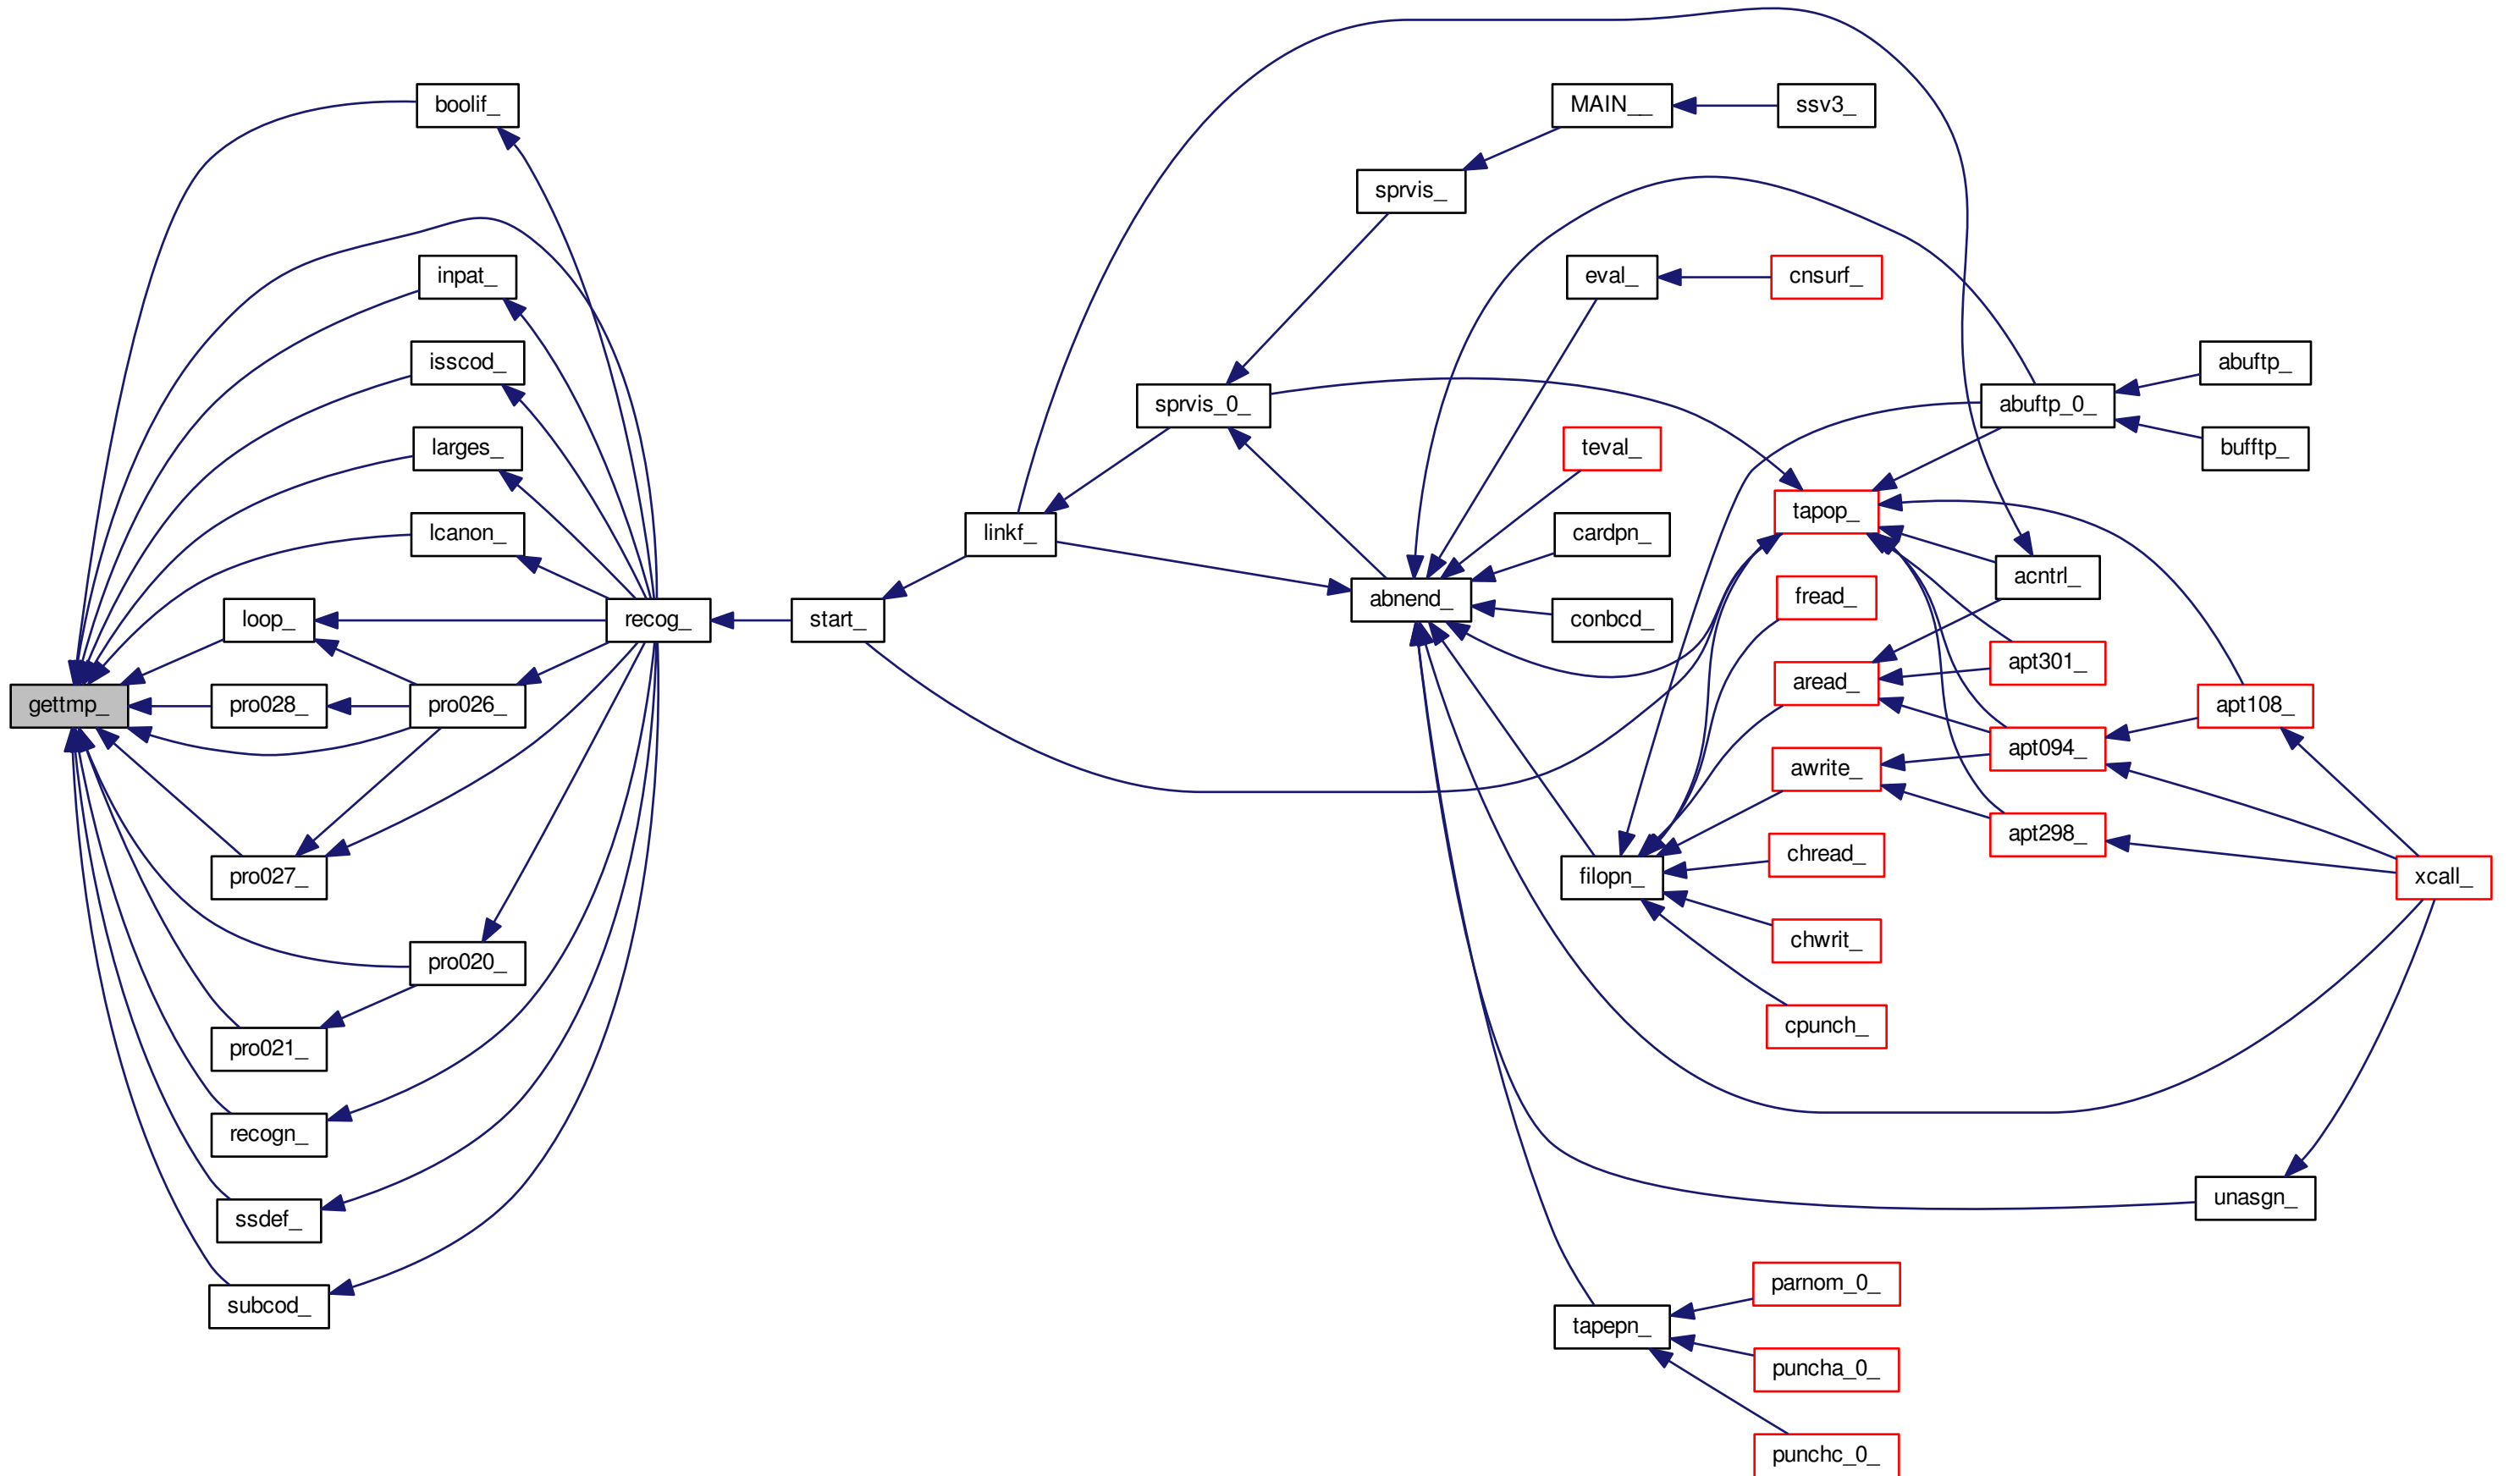 boolif_
MAIN__
ssv3_
sprvis_
inpat_
eval_
cnsurf_
isscod_
abuftp_
sprvis_0_
abuftp_0_
larges_
teval_
bufftp_
lcanon_
linkf_
cardpn_
tapop_
loop_
recog_
start_
abnend_
conbcd_
fread_
acntrl_
gettmp_
pro028_
pro026_
aread_
apt301_
apt108_
awrite_
apt094_
pro027_
filopn_
chread_
apt298_
xcall_
pro020_
chwrit_
pro021_
cpunch_
recogn_
ssdef_
unasgn_
subcod_
parnom_0_
tapepn_
puncha_0_
punchc_0_